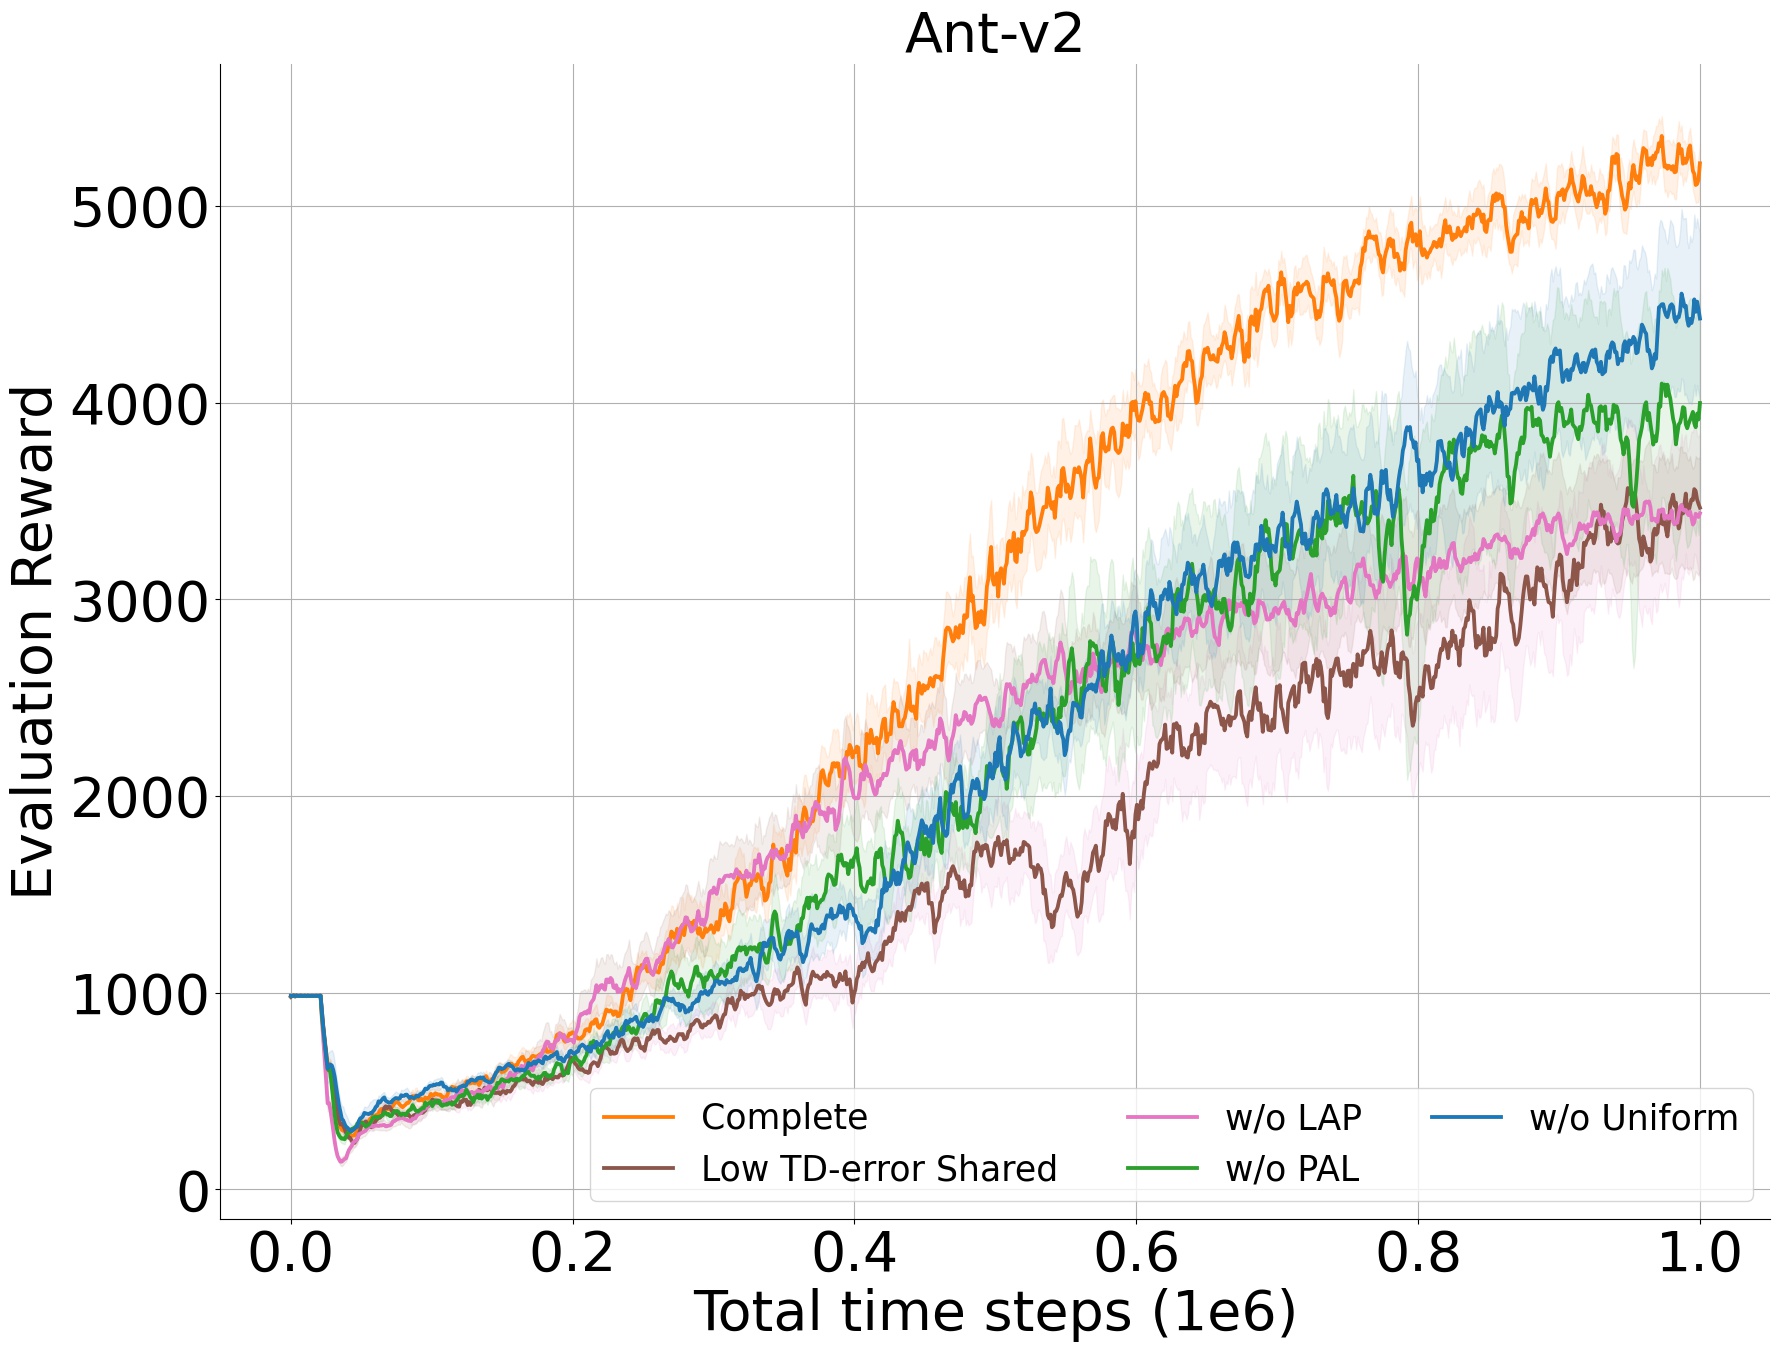 Ant-v2
Evaluation Reward
5000
4000
3000
2000
1000
0
Complete
Low TD-error Shared
w/o LAP
w/o PAL
w/o Uniform
0.0 0.2 0.4 0.6 0.8 1.0
Total time steps (1e6)